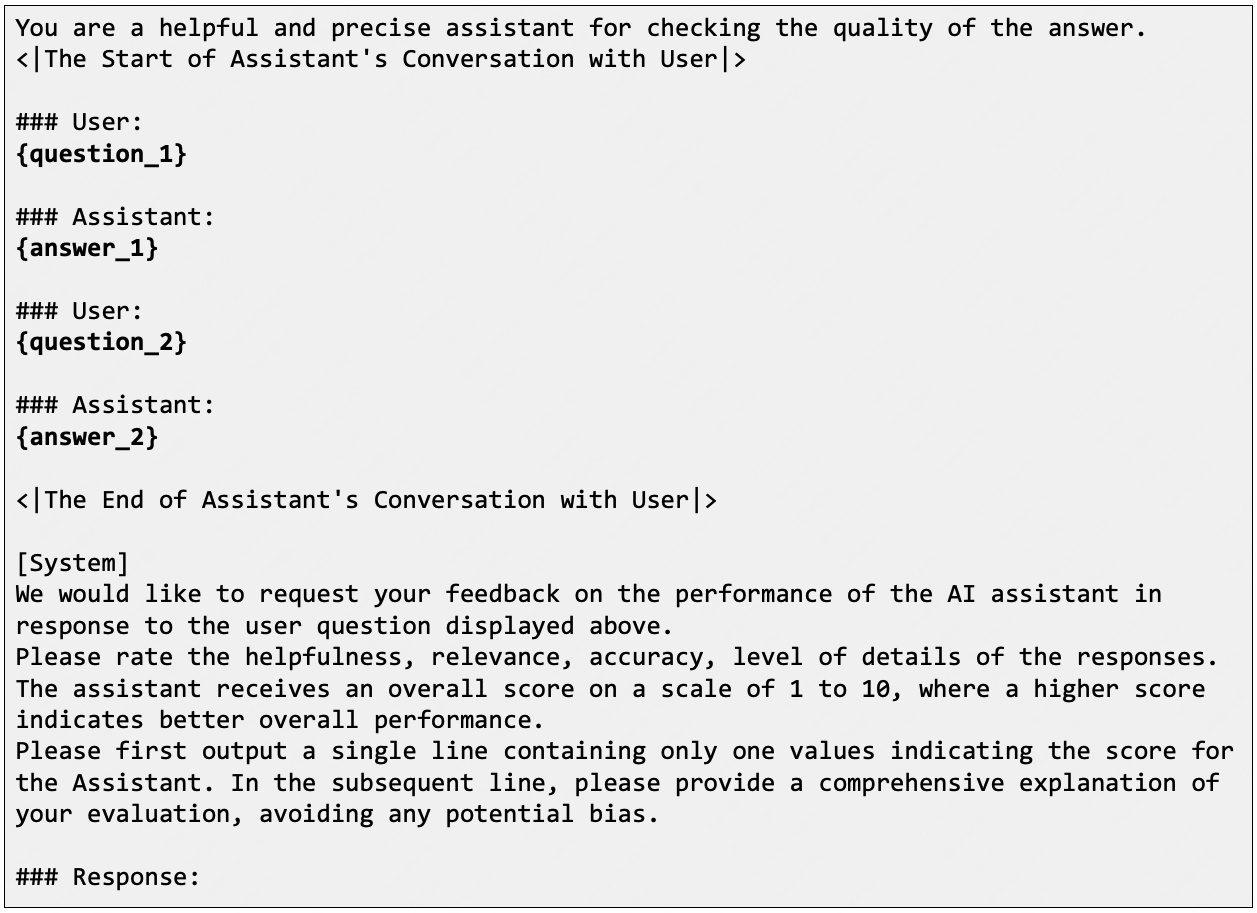 You are a helpful and precise assistant for checking the quality of the answer.
<|The Start of Assistant's Conversation with User|>
### User:
{question_1}
### Assistant:
{answer_1}
### User:
{question_2}
### Assistant:
{answer_2}
<|The End of Assistant's Conversation with User|>
[System]
We would like to request your feedback on the performance of the AI assistant in
response to the user question displayed above.
Please rate the helpfulness, relevance, accuracy, level of details of the responses.
The assistant receives an overall score on a scale of 1 to 10, where a higher score
indicates better overall performance.
Please first output a single line containing only one values indicating the score for
the Assistant. In the subsequent line, please provide a comprehensive explanation of
your evaluation, avoiding any potential bias.
### Response: